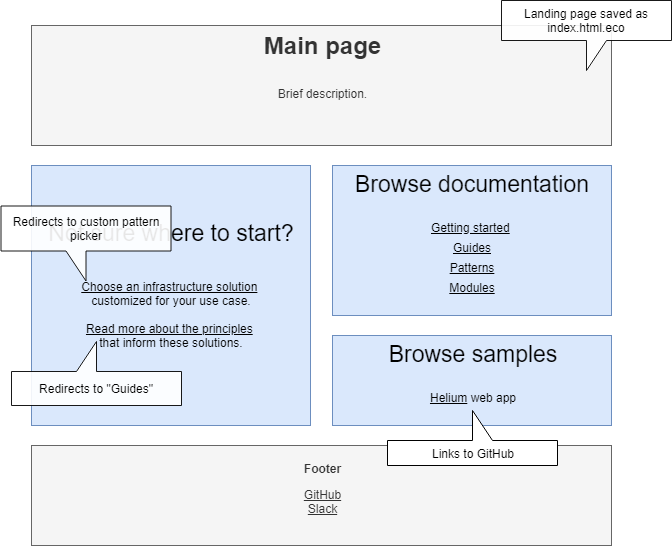 Landing page saved as
index.html.eco
Main page
Brief description.
Redirects to custom pattern
picker
Not sure where to start?
Choose an infrastructure solution
customized for your use case.
Read more about the principles
that inform these solutions.
Redirects to "Guides"
Browse documentation
Getting started
Guides
Patterns
Modules
Browse samples
Helium web app
Links to GitHub
Footer
GitHub
Slack